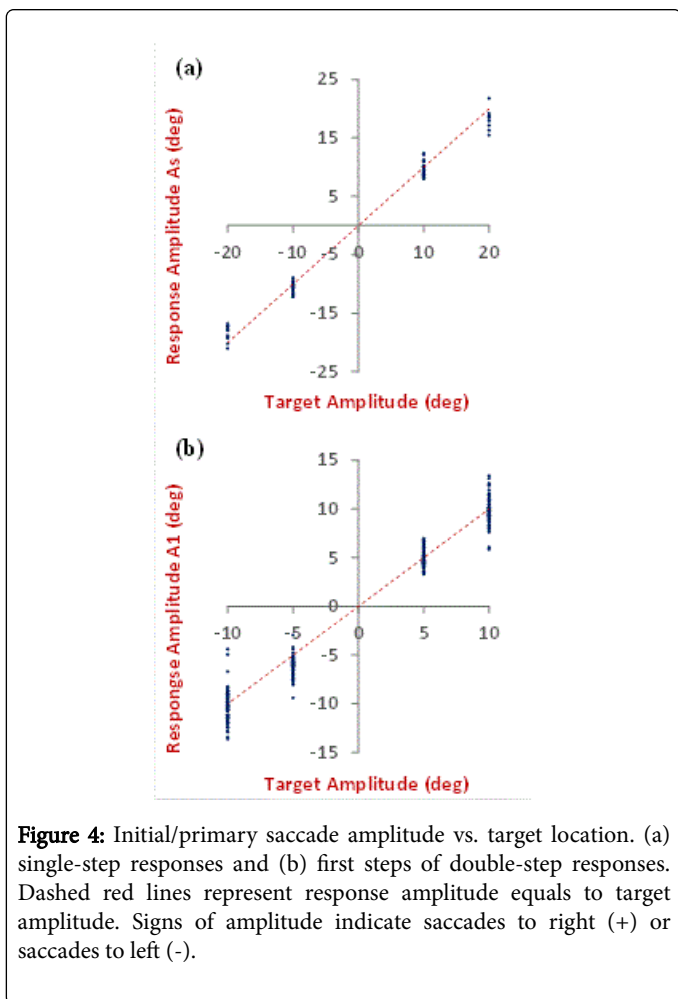 (a)
Response Amplitude As (deg)
25
15
5
-20 -10 0 10 20
-5
-15
-25
Target Amplitude (deg)
(b)
Respongse Amplitude A1 (deg)
15
10
5
0
-10 -5 0 5 10
-5
-10
-15
Target Amplitude (deg)
Figure 4: Initial/primary saccade amplitude vs. target location. (a)
single-step responses and (b) first steps of double-step responses.
Dashed red lines represent response amplitude equals to target
amplitude. Signs of amplitude indicate saccades to right (+) or
saccades to left (-).